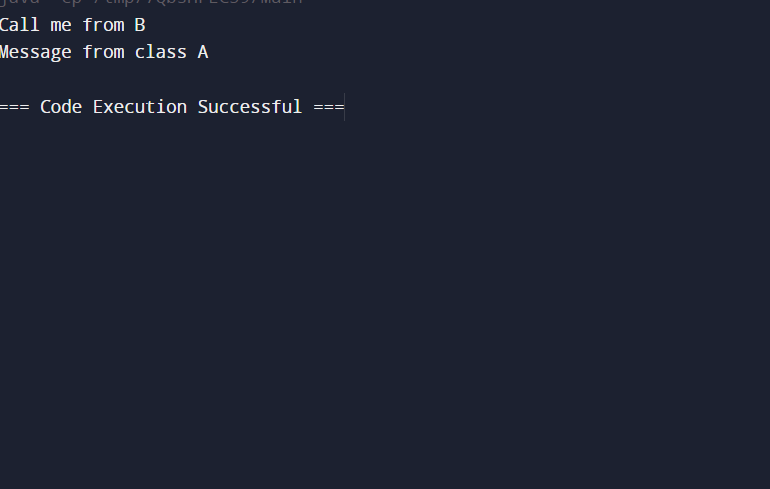 Call me from B
Message from class A
=== Code Execution Successful ===